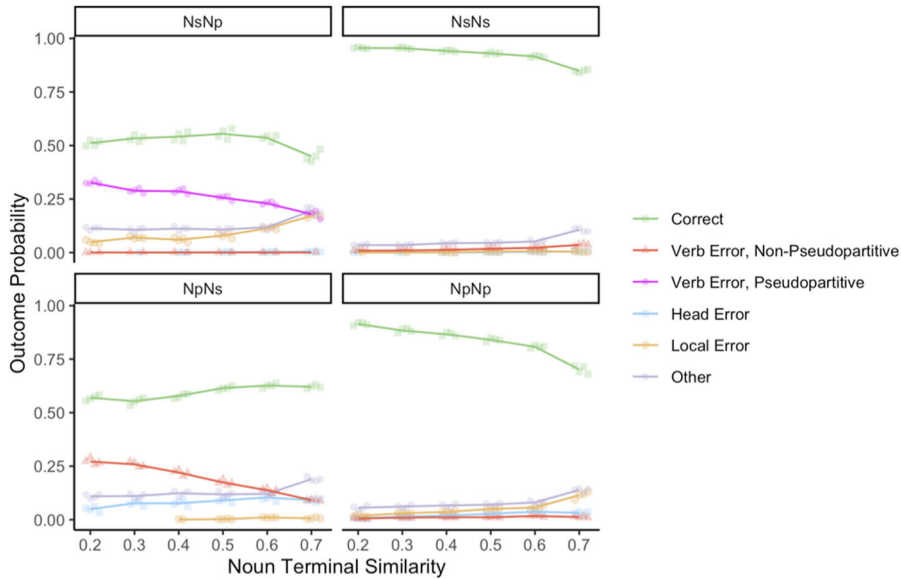 NsNp
NsNs
1.00
0.75
0.50
0.25
0.00
NpNs
NpNp
1.00
0.75
0.50
0.25
0.00
0.2 0.3 0.4 0.5 0.6 0.7
0.2 0.3 0.4 0.5 0.6 0.7
Noun Terminal Similarity
Outcome Probability
Correct
Verb Error, Non-Pseudopartitive
Verb Error, Pseudopartitive
Head Error
Local Error
Other